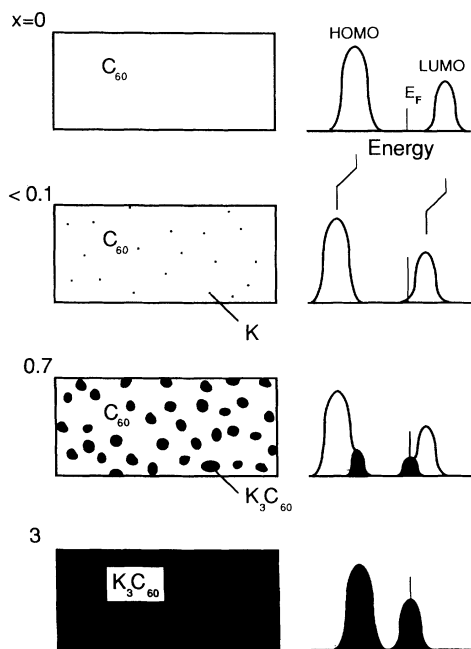 x=0
HOMO
C60
LUMO
EF
Energy
< 0.1
C60
K
0.7
C60
K3C60
3
K3C60